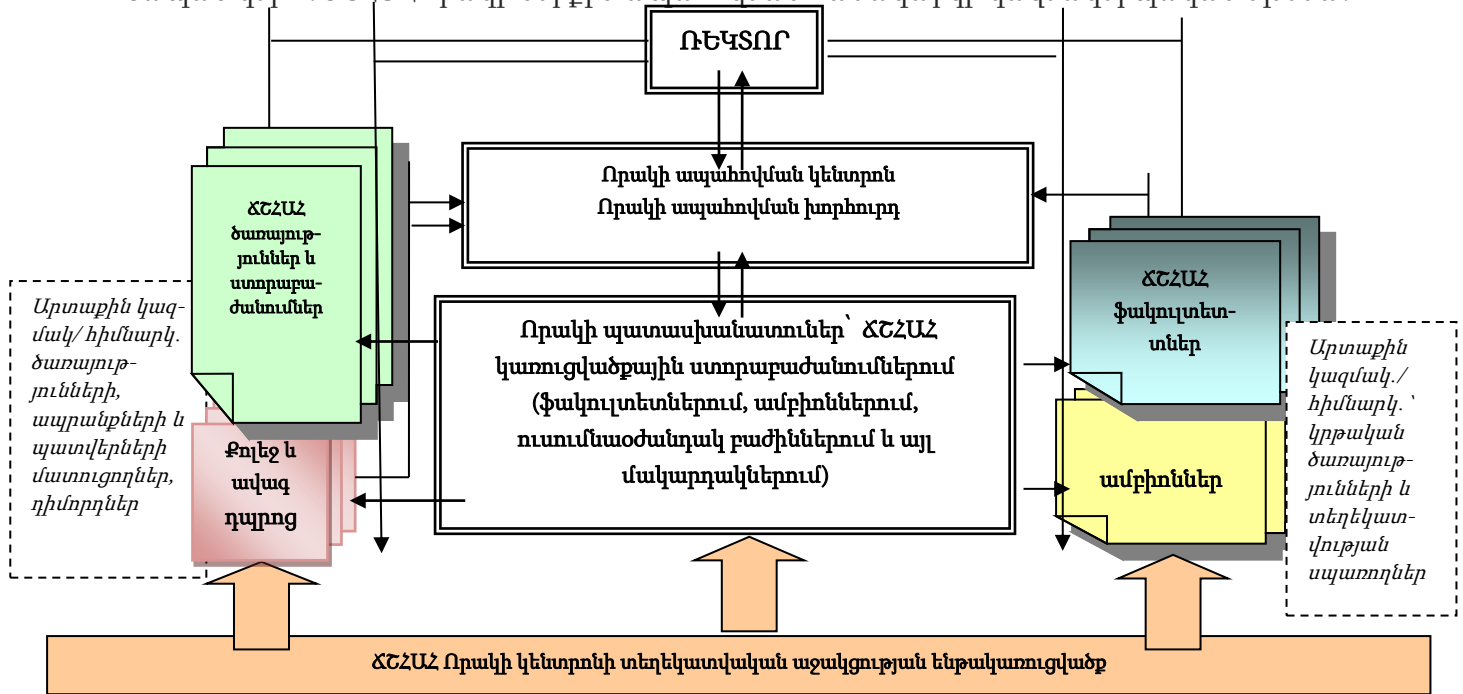 ՌԵԿՏՈՐ
Որակի ապահովման կենտրոն
Որակի ապահովման խորհուրդ
ՃՇՀԱՀ
ծառայութ-
յուններ և
ստորաբա-
ժանումներ
Արտաքին կազ-
մակ/ հիմնարկ.
ծառայութ-
յունների,
ապրանքների և
պատվերների
մատուցողներ,
դիմորդներ
Քոլեջ և
ավագ
դպրոց
Որակի պատասխանատուներ՝ ՃՇՀԱՀ
կառուցվածքային ստորաբաժանումներում
(ֆակուլտետներում, ամբիոններում,
ուսումնաօժանդակ բաժիններում և այլ
մակարդակներում)
ՃՇՀԱՀ
ֆակուլտետ-
տներ
ամբիոններ
Արտաքին
կազմակ./
հիմնարկ. ՝
կրթական
ծառայութ-
յունների և
տեղեկատ-
վության
սպառողներ
ՃՇՀԱՀ Որակի կենտրոնի տեղեկատվական աջակցության ենթակառուցվածք